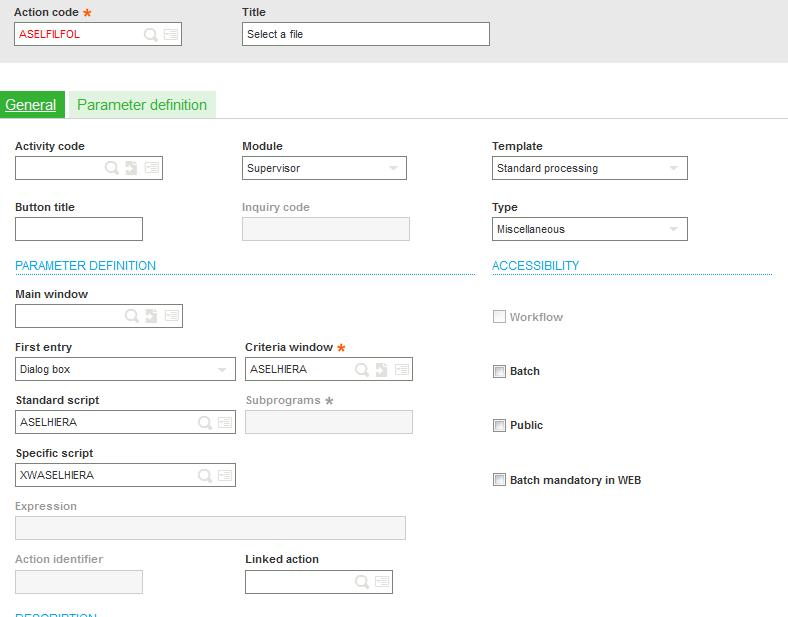 Action code * Title
ASELFILFOL Select a file
General Parameter definition
Activity code Module Template
Supervisor Standard processing
Button title Inquiry code Type
Miscellaneous
PARAMETER DEFINITION ACCESSIBILITY
Main window
Workflow
First entry Criteria window *
Dialog box ASELHIERA Batch
Standard script Subprograms *
ASELHIERA Public
Specific script
XWASELHIERA Batch mandatory in WEB
Expression
Action identifier Linked action
DESCRIPTION